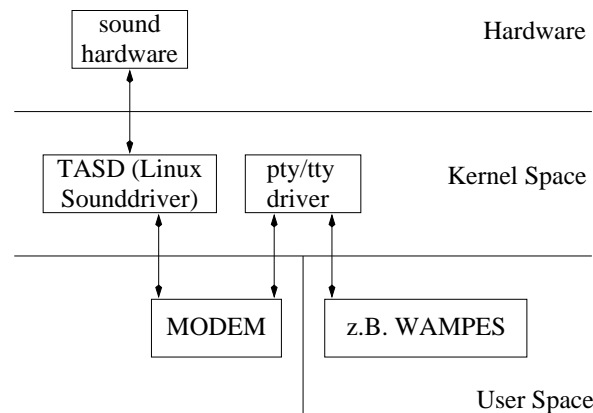 sound
hardware
Hardware
TASD (Linux
Sounddriver)
pty/tty
driver
Kernel Space
MODEM
z.B. WAMPES
User Space